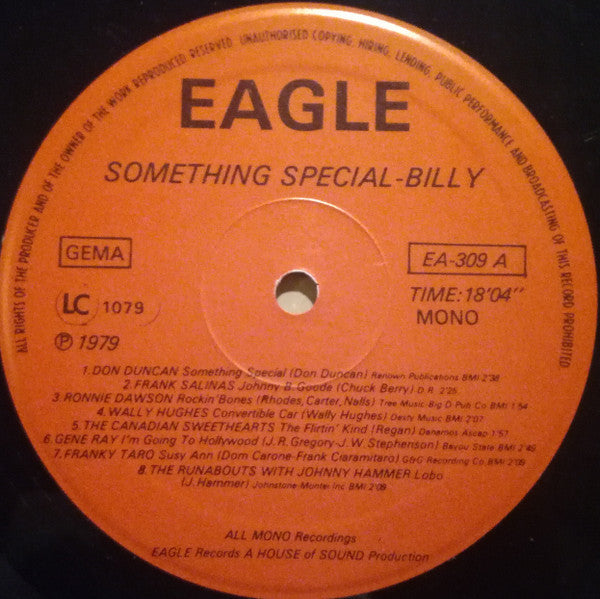 ALL RIGHTS OF THE PRODUCER AND OF THE OWNER OF THE WORK REPRODUCED RESERVED. UNAUTHORISED COPYING, HIRING, LENDING, PUBLIC PERFORMANCE AND BROADCASTING OF THIS RECORD PROHIBITED
EAGLE
SOMETHING SPECIAL-BILLY
GEMA
EA-309 A
LC 1079
TIME: 18'04"
MONO
℗ 1979
1. DON DUNCAN Something Special (Don Duncan) Ranown Publications BMI 2'38
2. FRANK SALINAS Johnny B. Goode (Chuck Berry) D.R. 2'25
3. RONNIE DAWSON Rockin' Bones (Rhodes, Carter, Nalls) Tree Music-Big D Pub Co BMI 1'54
4. WALLY HUGHES Convertible Car (Wally Hughes) Desty Music BMI 2'07
5. THE CANADIAN SWEETHEARTS The Flirtin' Kind (Regan) Danamos Ascap 1'57
6. GENE RAY I'm Going To Hollywood (J.R. Gregory-J.W. Stephenson) Bayou State BMI 2'49
7. FRANKY TARO Susy Ann (Dom Carone-Frank Ciaramitaro) G&G Recording Co. BMI 2'09
8. THE RUNABOUTS WITH JOHNNY HAMMER Lobo
(J. Hammer) Johnstone-Montei Inc BMI 2'09
ALL MONO Recordings
EAGLE Records A HOUSE of SOUND Production